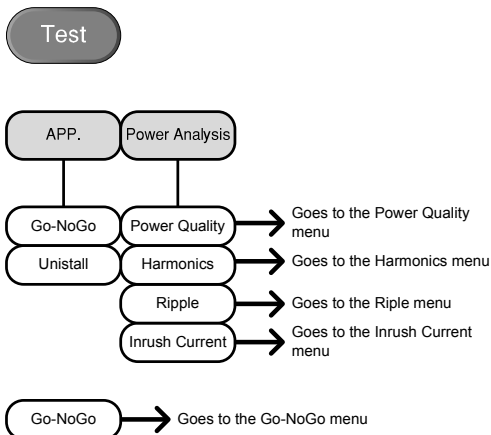 Test
APP. Power Analysis
Go-NoGo Power Quality Goes to the Power Quality
menu
Unistall Harmonics Goes to the Harmonics menu
Ripple Goes to the Riple menu
Inrush Current Goes to the Inrush Current
menu
Go-NoGo Goes to the Go-NoGo menu